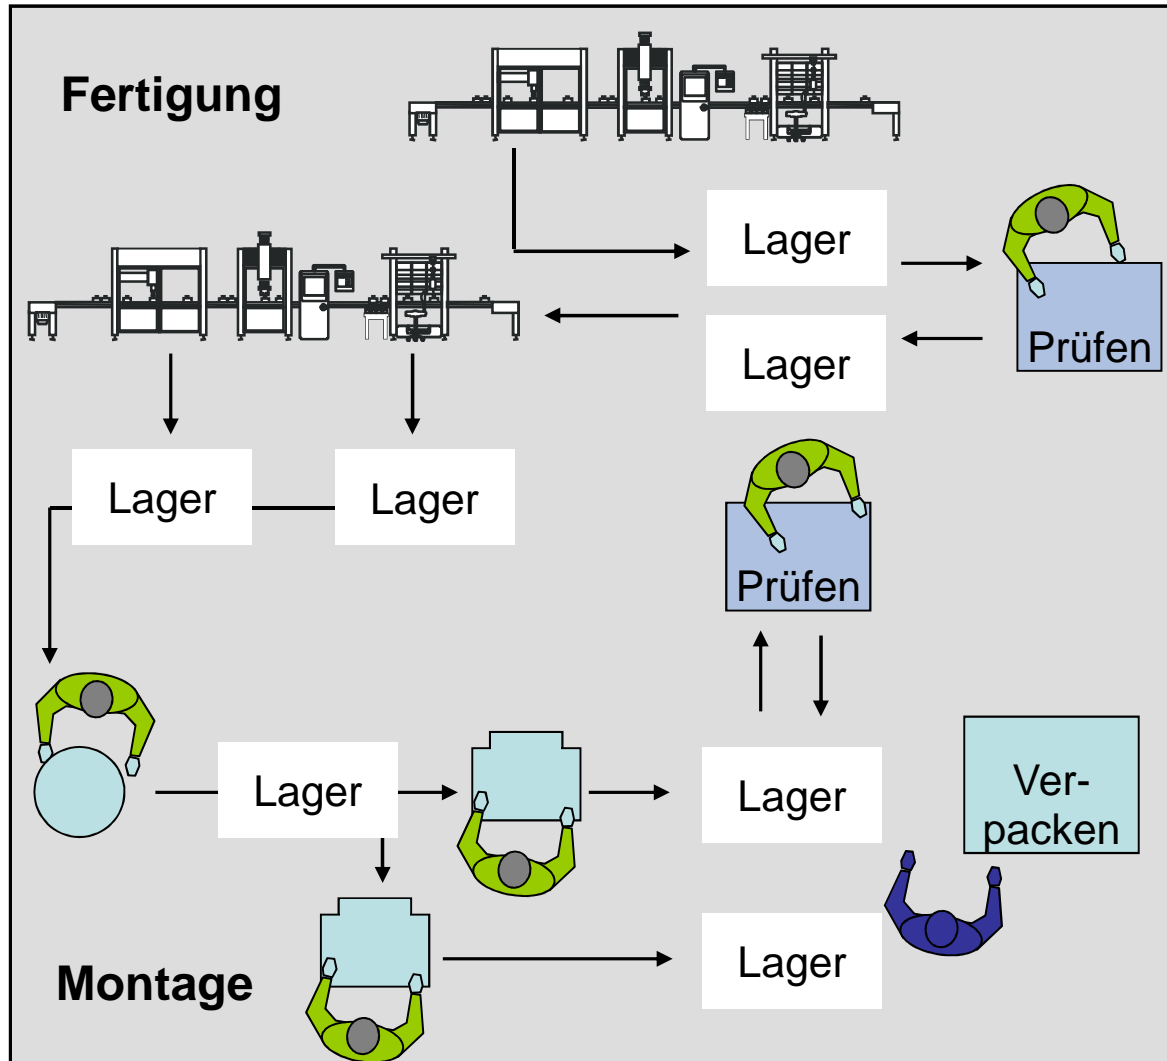 Fertigung
Lager
Prüfen
Lager
Lager
Lager
Prüfen
Lager
Lager
Ver-
packen
Lager
Montage